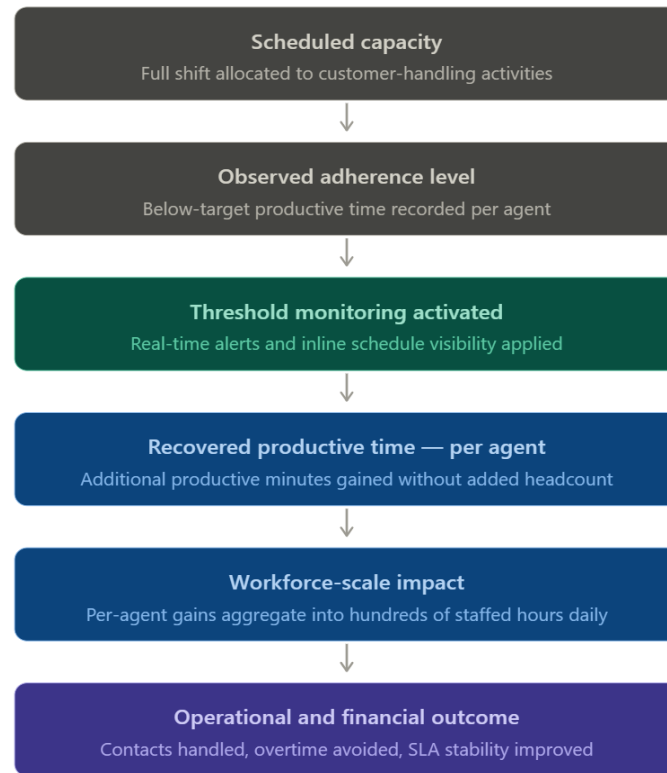 Scheduled capacity
Full shift allocated to customer-handling activities
Observed adherence level
Below-target productive time recorded per agent
Threshold monitoring activated
Real-time alerts and inline schedule visibility applied
Recovered productive time — per agent
Additional productive minutes gained without added headcount
Workforce-scale impact
Per-agent gains aggregate into hundreds of staffed hours daily
Operational and financial outcome
Contacts handled, overtime avoided, SLA stability improved